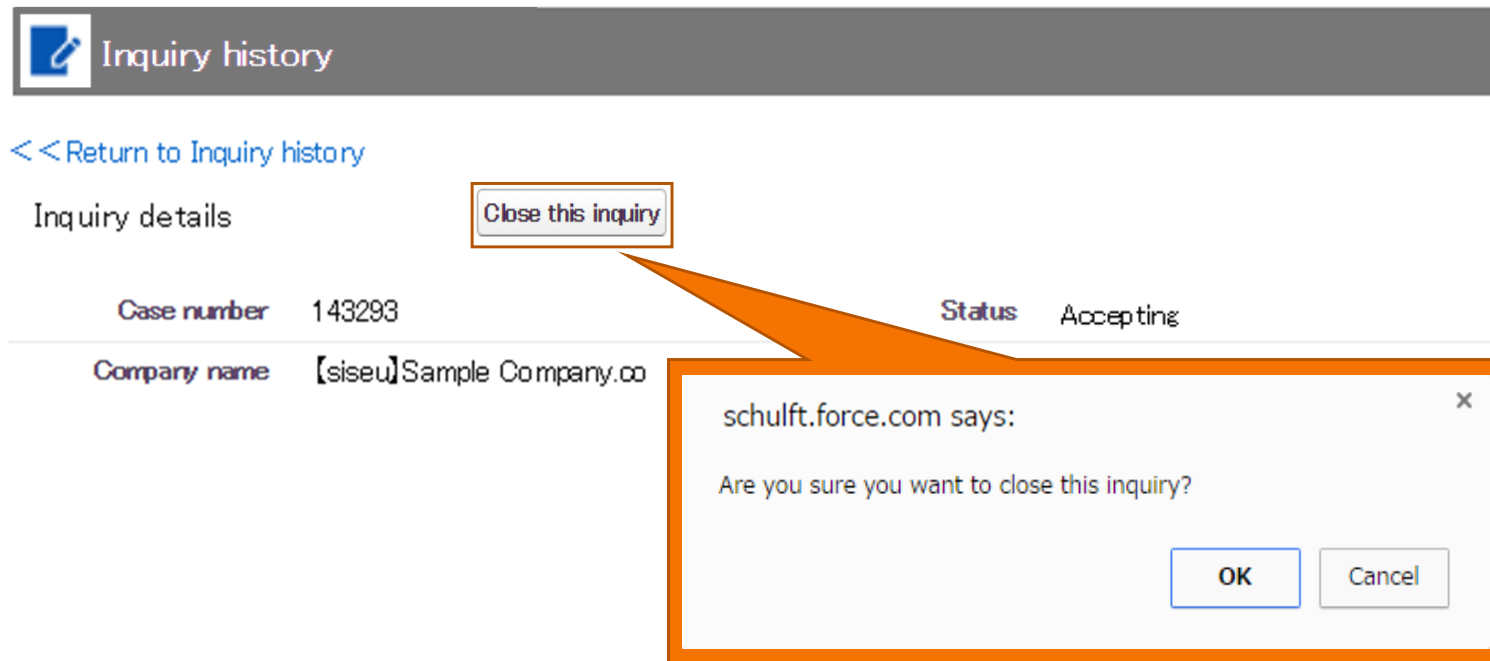 Inquiry history
<<Return to Inquiry history
Inquiry details
Close this inquiry
Case number 143293 Status Accepting
Company name 【siseu】Sample Company.co
schulft.force.com says: ×
Are you sure you want to close this inquiry?
OK Cancel